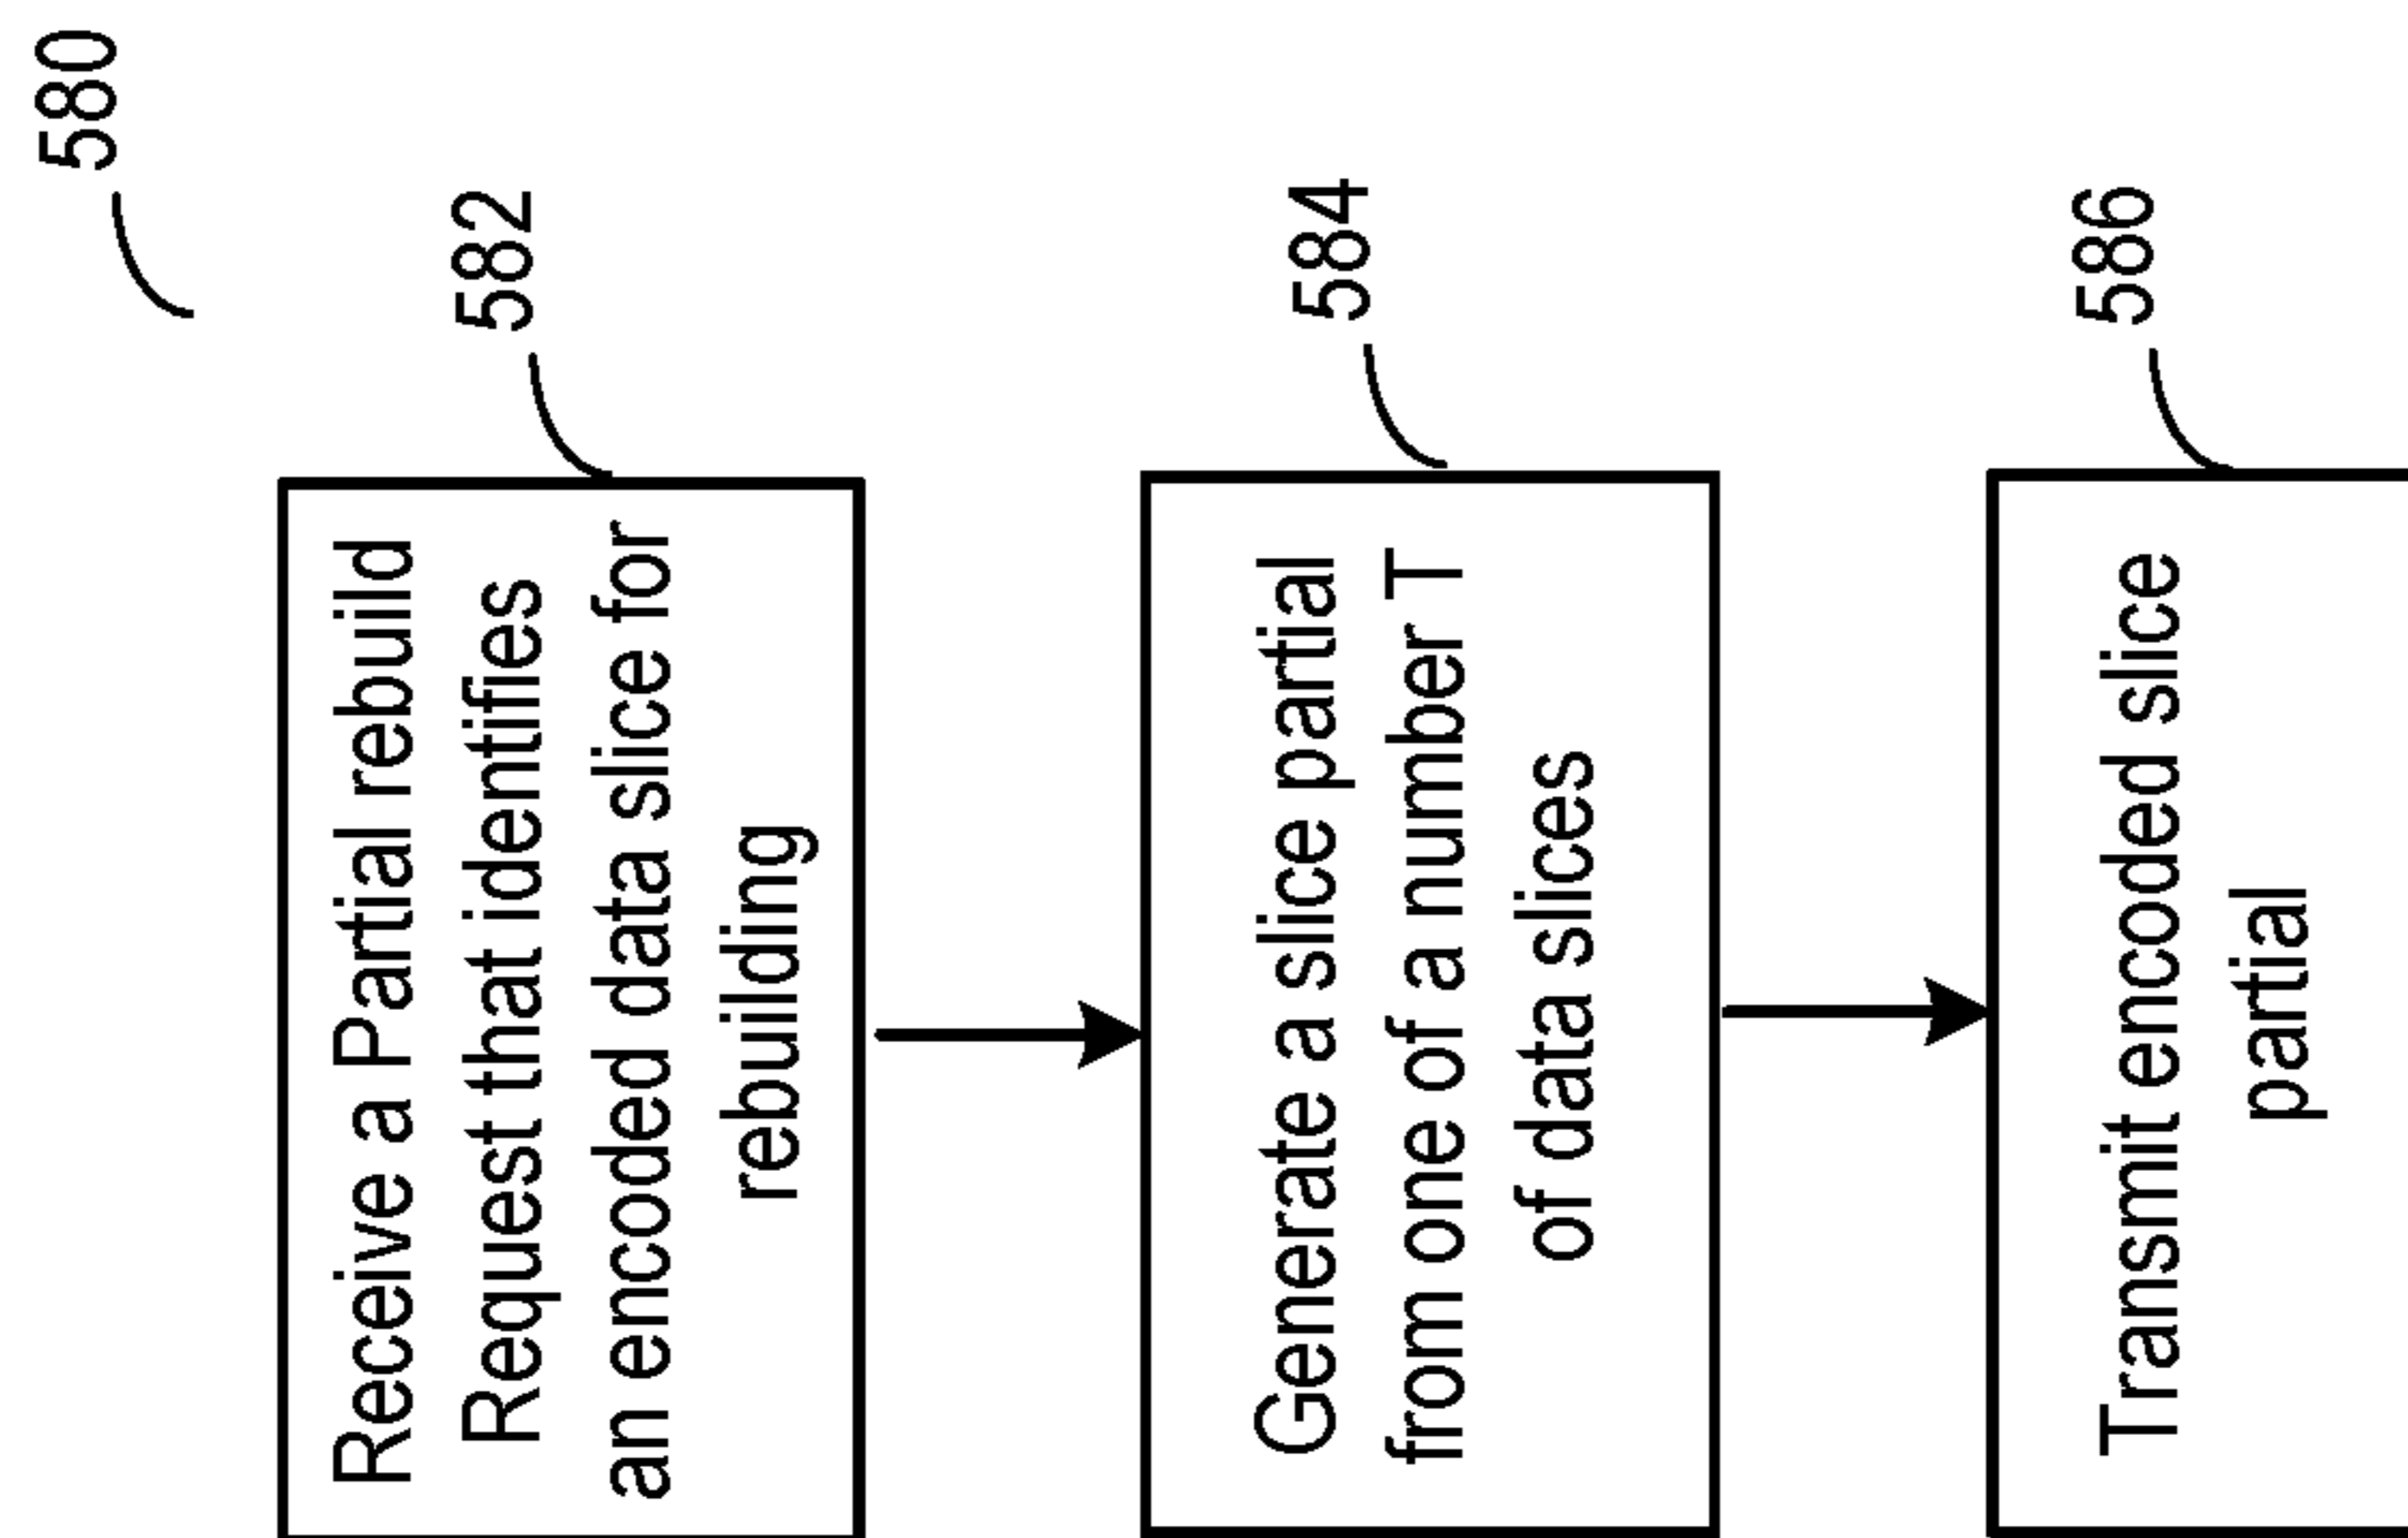 580
582
Receive a Partial rebuild
Request that identifies
an encoded data slice for
rebuilding
584
Generate a slice partial
from one of a number T
of data slices
586
Transmit encoded slice
partial